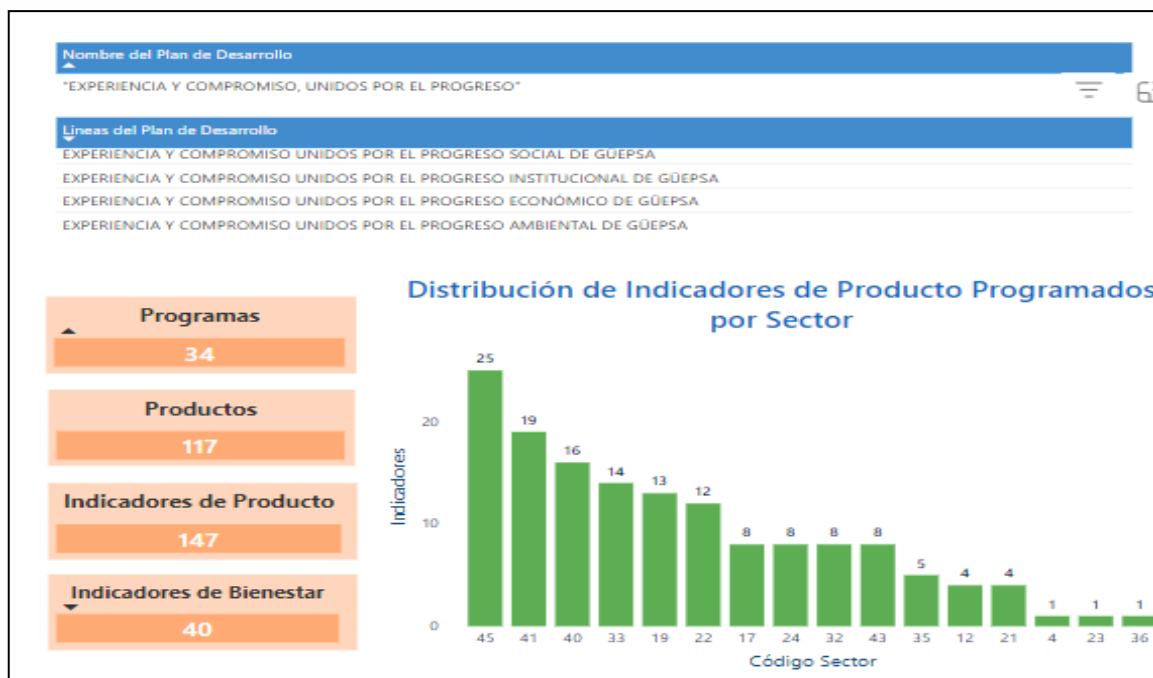 Nombre del Plan de Desarrollo
"EXPERIENCIA Y COMPROMISO, UNIDOS POR EL PROGRESO"
Líneas del Plan de Desarrollo
EXPERIENCIA Y COMPROMISO UNIDOS POR EL PROGRESO SOCIAL DE GÜEPSA
EXPERIENCIA Y COMPROMISO UNIDOS POR EL PROGRESO INSTITUCIONAL DE GÜEPSA
EXPERIENCIA Y COMPROMISO UNIDOS POR EL PROGRESO ECONÓMICO DE GÜEPSA
EXPERIENCIA Y COMPROMISO UNIDOS POR EL PROGRESO AMBIENTAL DE GÜEPSA
Programas
34
Productos
117
Indicadores de Producto
147
Indicadores de Bienestar
40
Distribución de Indicadores de Producto Programados
por Sector
Indicadores
20
10
0
25 19 16 14 13 12 8 8 8 8 5 4 4 1 1 1
45 41 40 33 19 22 17 24 32 43 35 12 21 4 23 36
Código Sector